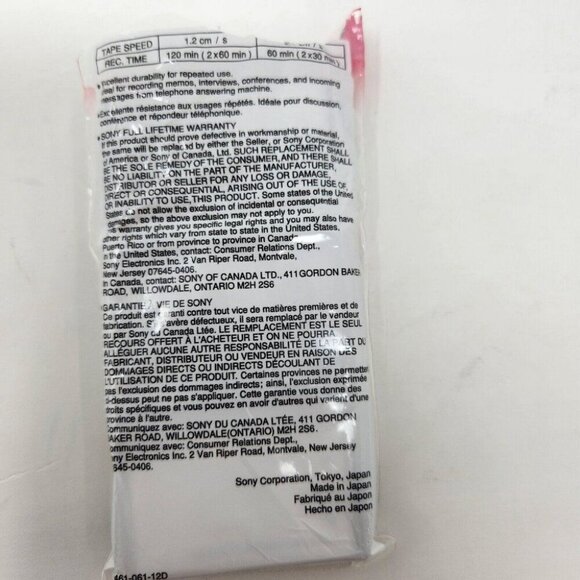 TAPE SPEED 1.2 cm / s
REC. TIME 120 min ( 2 x 60 min ) 60 min ( 2 x 30 min )
• Excellent durability for repeated use.
Ideal for recording memos, interviews, conferences, and incoming
messages from telephone answering machine.
•Excellente résistance aux usages répétés. Idéale pour discussion,
conférence et répondeur téléphonique.
•SONY FULL LIFETIME WARRANTY
If this product should prove defective in workmanship or material,
the same will be replaced by either the Seller, or Sony Corporation
of America or Sony of Canada, Ltd. SUCH REPLACEMENT SHALL
BE THE SOLE REMEDY OF THE CONSUMER, AND THERE SHALL
BE NO LIABILITY ON THE PART OF THE MANUFACTURER,
DISTRIBUTOR OR SELLER FOR ANY LOSS OR DAMAGE,
DIRECT OR CONSEQUENTIAL, ARISING OUT OF THE USE OF,
OR INABILITY TO USE, THIS PRODUCT. Some states of the United
States do not allow the exclusion of incidental or consequential
damages, so the above exclusion may not apply to you.
This warranty gives you specific legal rights and you may also have
other rights which vary from state to state in the United States,
Puerto Rico or from province to province in Canada.
In the United States, contact: Consumer Relations Dept.,
Sony Electronics Inc. 2 Van Riper Road, Montvale,
New Jersey 07645-0406.
In Canada, contact: SONY OF CANADA LTD., 411 GORDON BAKER
ROAD, WILLOWDALE, ONTARIO M2H 2S6
•GARANTIE À VIE DE SONY
Ce produit est garanti contre tout vice de matières premières et de
fabrication. S'il s'avère défectueux, il sera remplacé par le vendeur
ou par Sony du Canada Ltée. LE REMPLACEMENT EST LE SEUL
RECOURS OFFERT À L'ACHETEUR ET ON NE POURRA
ALLÉGUER AUCUNE AUTRE RESPONSABILITÉ DE LA PART DU
FABRICANT, DISTRIBUTEUR OU VENDEUR EN RAISON DES
DOMMAGES DIRECTS OU INDIRECTS DÉCOULANT DE
L'UTILISATION DE CE PRODUIT. Certaines provinces ne permettent
pas l'exclusion des dommages indirects; ainsi, l'exclusion exprimée
ci-dessus peut ne pas s'appliquer. Cette garantie vous donne des
droits spécifiques et vous pouvez en avoir d'autres qui varient d'une
province à l'autre.
Communiquez avec: SONY DU CANADA LTÉE, 411 GORDON
BAKER ROAD, WILLOWDALE(ONTARIO) M2H 2S6.
Communiquez avec: Consumer Relations Dept.,
Sony Electronics Inc. 2 Van Riper Road, Montvale, New Jersey
07645-0406.
Sony Corporation, Tokyo, Japan
Made in Japan
Fabriqué au Japon
Hecho en Japón
461-061-12D